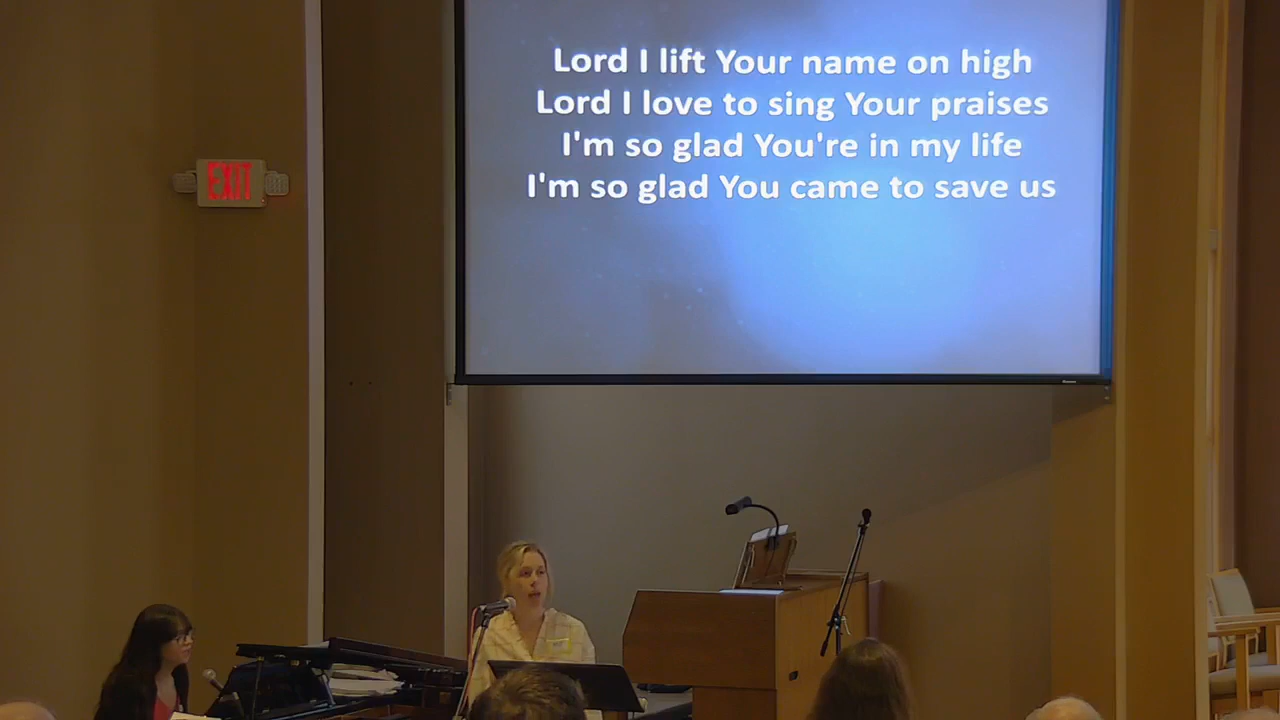 Lord I lift Your name on high
Lord I love to sing Your praises
I'm so glad You're in my life
I'm so glad You came to save us
EXIT